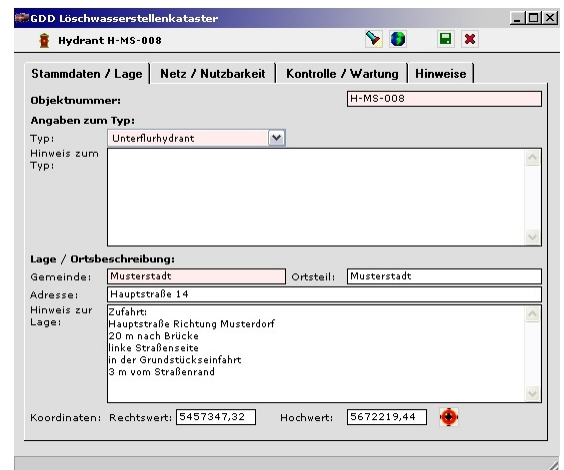 GDD Löschwasserstellenkataster
Hydrant H-MS-008
Stammdaten / Lage Netz / Nutzbarkeit Kontrolle / Wartung Hinweise
Objektnummer: H-MS-008
Angaben zum Typ:
Typ: Unterflurhydrant
Hinweis zum
Typ:
Lage / Ortsbeschreibung:
Gemeinde: Musterstadt Ortsteil: Musterstadt
Adresse: Hauptstraße 14
Hinweis zur
Lage:
Zufahrt:
Hauptstraße Richtung Musterdorf
20 m nach Brücke
linke Straßenseite
in der Grundstückseinfahrt
3 m vom Straßenrand
Koordinaten: Rechtswert: 5457347,32 Hochwert: 5672219,44